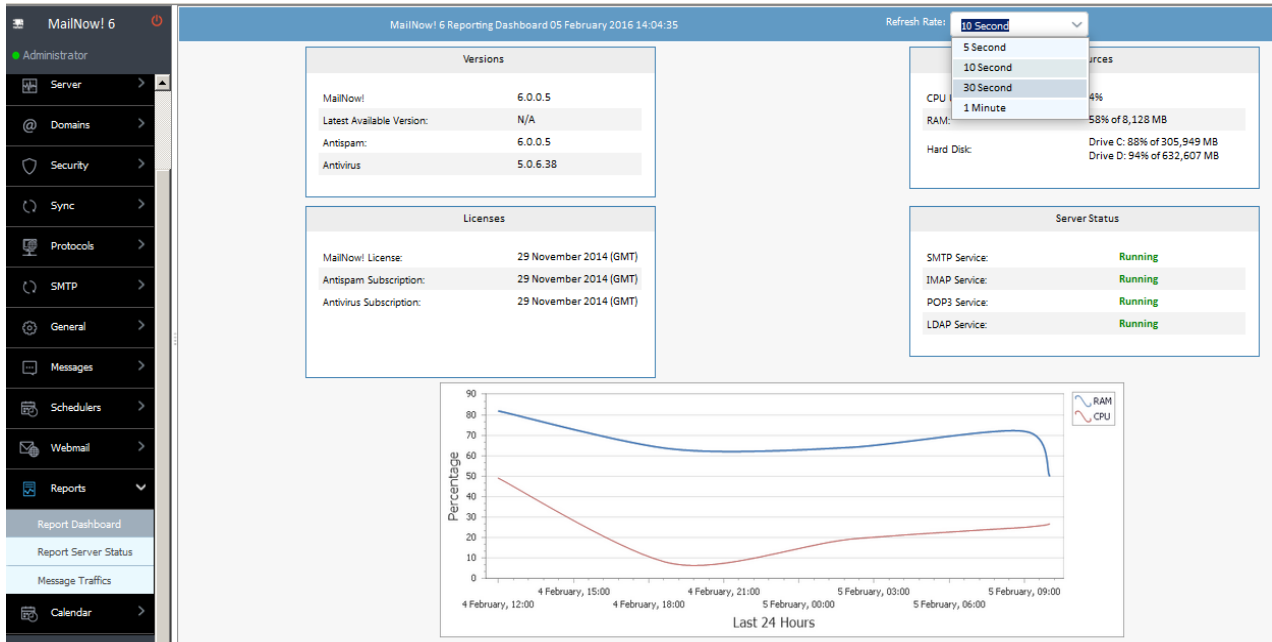 MailNow! 6
Administrator
Server
Domains
Security
Sync
Protocols
SMTP
General
Messages
Schedulers
Webmail
Reports
Report Dashboard
Report Server Status
Message Traffics
Calendar
MailNow! 6 Reporting Dashboard 05 February 2016 14:04:35
Refresh Rate: 10 Second
5 Second
10 Second
30 Second
1 Minute
Versions
MailNow! 6.0.0.5
Latest Available Version: N/A
Antispam: 6.0.0.5
Antivirus 5.0.6.38
urces
CPU 4%
RAM: 58% of 8,128 MB
Hard Disk: Drive C: 88% of 305,949 MB
Drive D: 94% of 632,607 MB
Licenses
MailNow! License: 29 November 2014 (GMT)
Antispam Subscription: 29 November 2014 (GMT)
Antivirus Subscription: 29 November 2014 (GMT)
Server Status
SMTP Service: Running
IMAP Service: Running
POP3 Service: Running
LDAP Service: Running
90
80
70
60
50
40
30
20
10
0
Percentage
RAM
CPU
4 February, 12:00
4 February, 15:00
4 February, 18:00
4 February, 21:00
5 February, 00:00
5 February, 03:00
5 February, 06:00
5 February, 09:00
Last 24 Hours